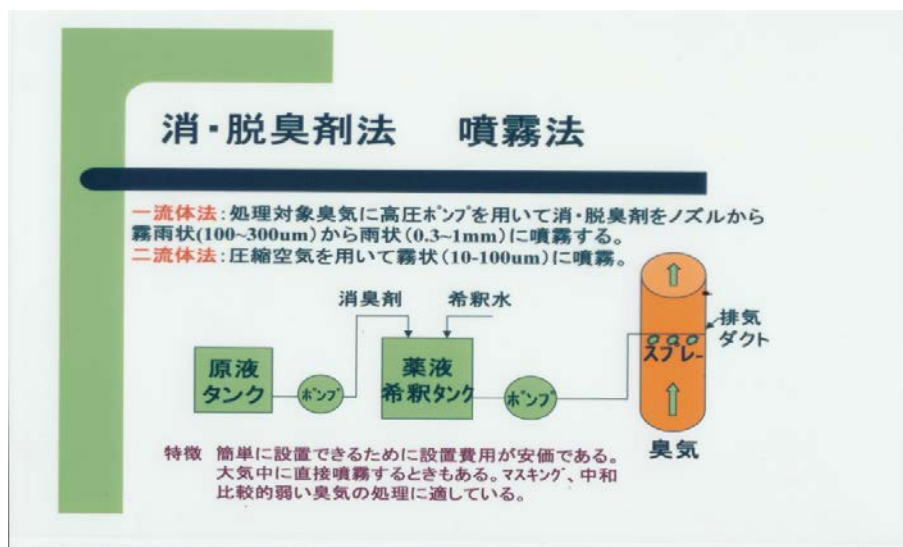 消・脱臭剤法　噴霧法
一流体法：処理対象臭気に高圧ﾎﾟﾝﾌﾟを用いて消・脱臭剤をノズルから
霧雨状(100~300um)から雨状(0.3~1mm)に噴霧する。
二流体法：圧縮空気を用いて霧状(10-100um)に噴霧。
消臭剤
希釈水
排気
ダクト
スプレー
原液
タンク
ﾎﾟﾝﾌﾟ
薬液
希釈タンク
ﾎﾟﾝﾌﾟ
臭気
特徴　簡単に設置できるために設置費用が安価である。
大気中に直接噴霧するときもある。ﾏｽｷﾝｸﾞ、中和
比較的弱い臭気の処理に適している。